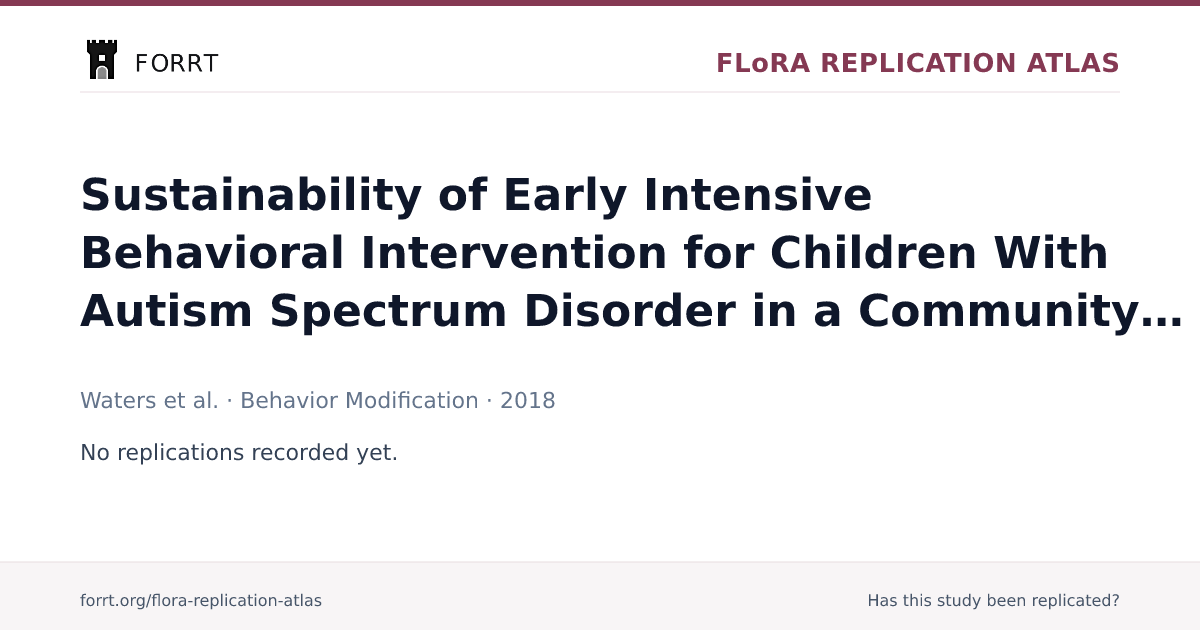 FORRT
FLoRA REPLICATION ATLAS
Sustainability of Early Intensive
Behavioral Intervention for Children With
Autism Spectrum Disorder in a Community…
Waters et al. · Behavior Modification · 2018
No replications recorded yet.
forrt.org/flora-replication-atlas
Has this study been replicated?